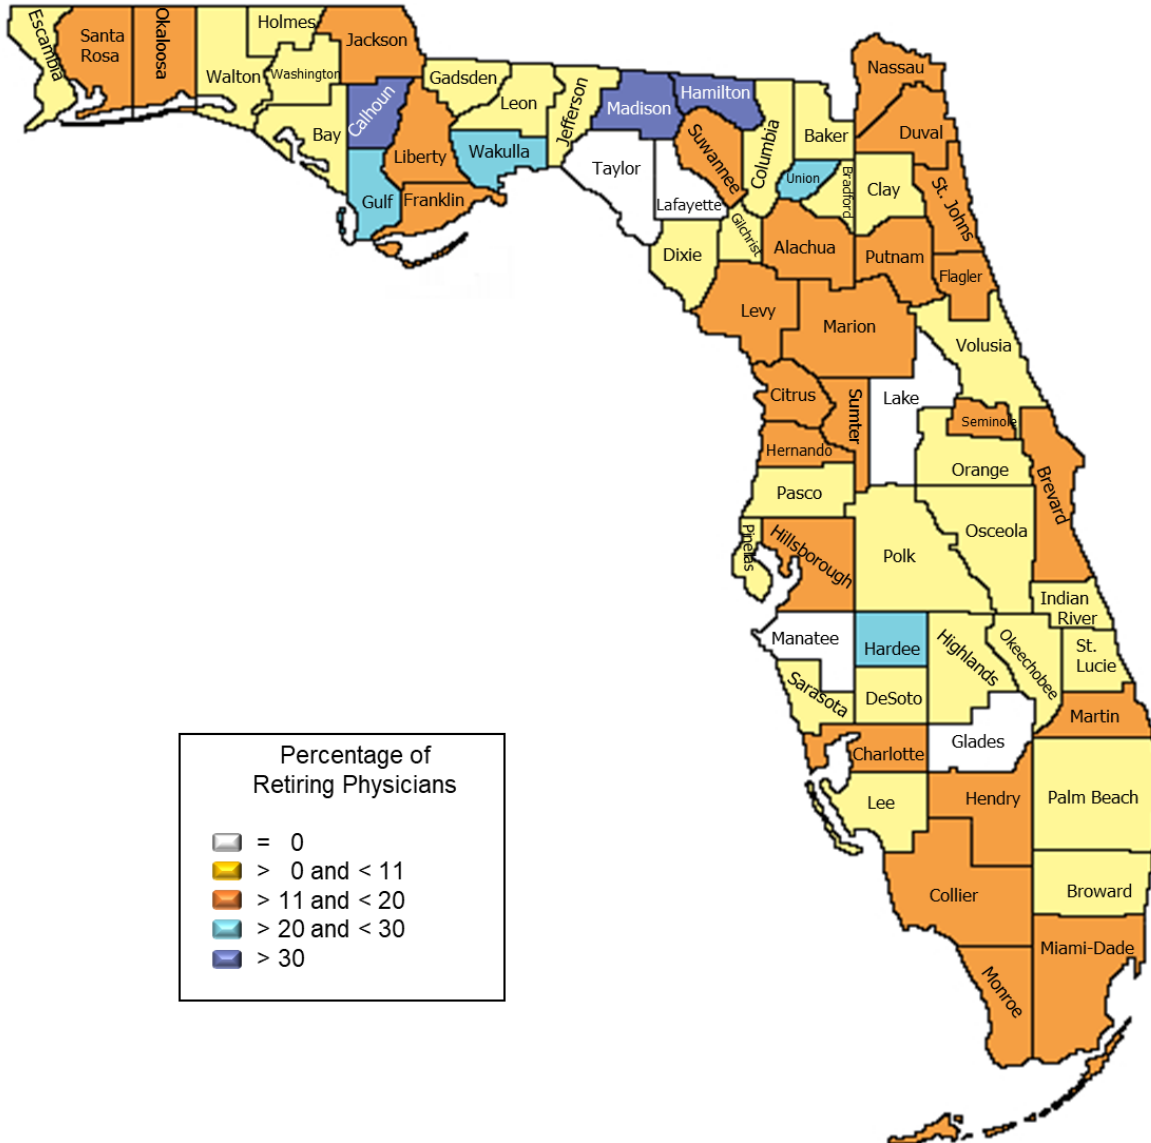 Escambia
Santa
Rosa
Okaloosa
Walton
Holmes
Washington
Jackson
Bay
Calhoun
Gulf
Gadsden
Liberty
Franklin
Leon
Wakulla
Jefferson
Madison
Hamilton
Taylor
Lafayette
Suwannee
Columbia
Baker
Nassau
Duval
Union
Bradford
Clay
St. Johns
Dixie
Gilchrist
Alachua
Putnam
Flagler
Levy
Marion
Volusia
Citrus
Sumter
Lake
Seminole
Hernando
Orange
Brevard
Pasco
Pinellas
Hillsborough
Polk
Osceola
Indian
River
Manatee
Hardee
Highlands
Okeechobee
St.
Lucie
Sarasota
DeSoto
Martin
Charlotte
Glades
Lee
Hendry
Palm Beach
Collier
Broward
Monroe
Miami-Dade
Percentage of
Retiring Physicians
= 0
> 0 and < 11
> 11 and < 20
> 20 and < 30
> 30